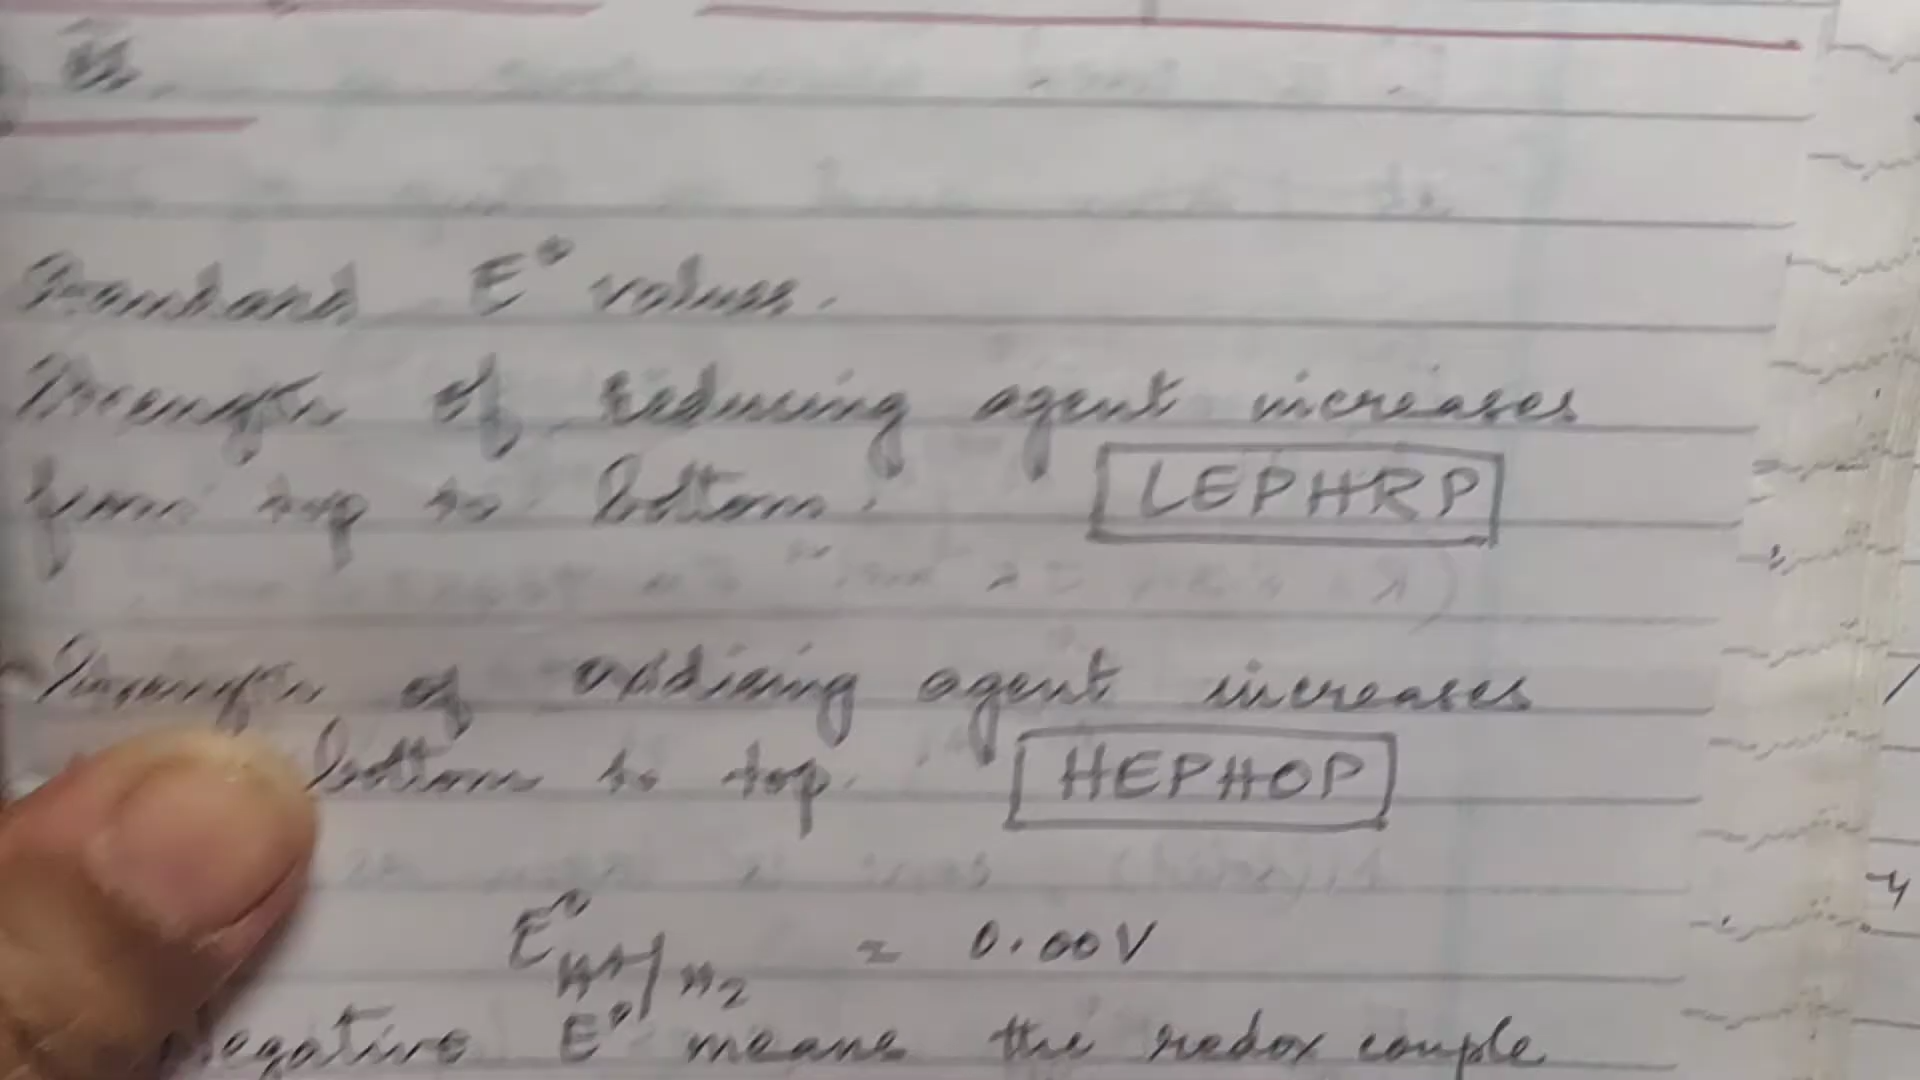 Standard E° values.
Strength of reducing agent increases
from top to bottom. LEPHRP
Strength of oxidising agent increases
bottom to top. HEPHOP
E°H+/H2 = 0.00V
Negative E° means the redox couple